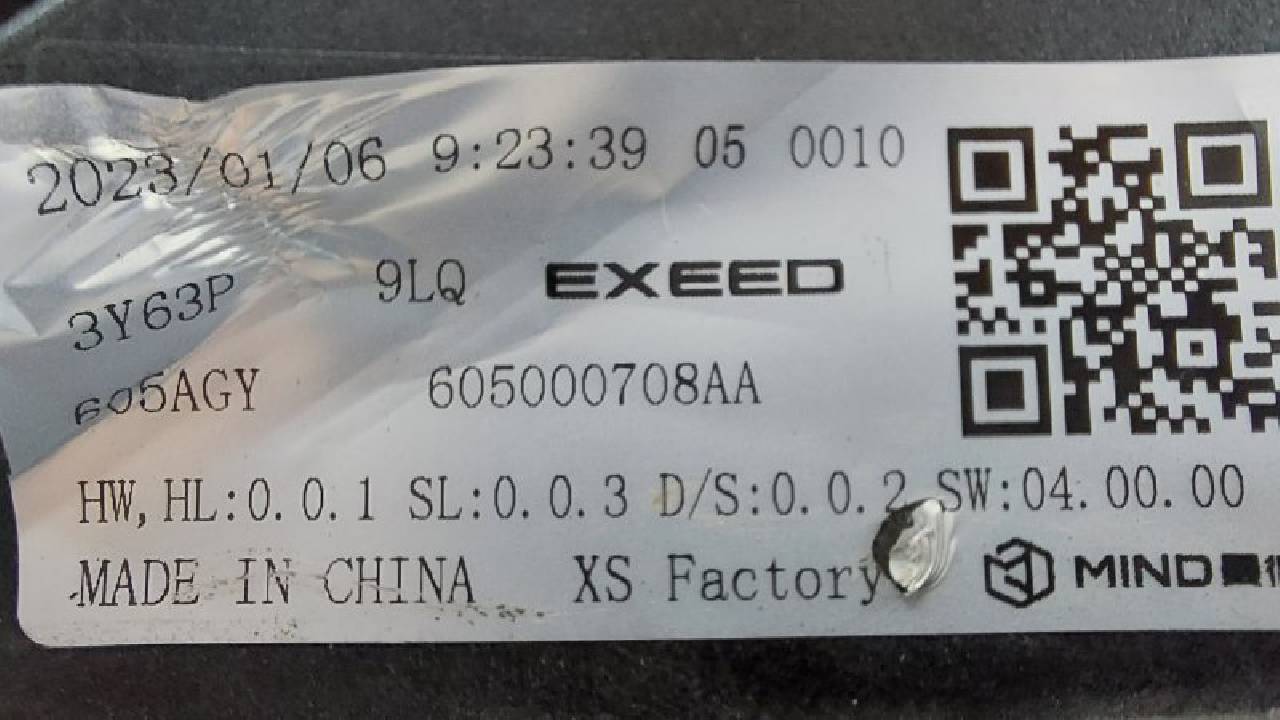 2023/01/06 9:23:39 05 0010
3Y63P 9LQ EXEED
605AGY 605000708AA
HW,HL:0.0.1 SL:0.0.3 D/S:0.0.2 SW:04.00.00
MADE IN CHINA XS Factory MIND